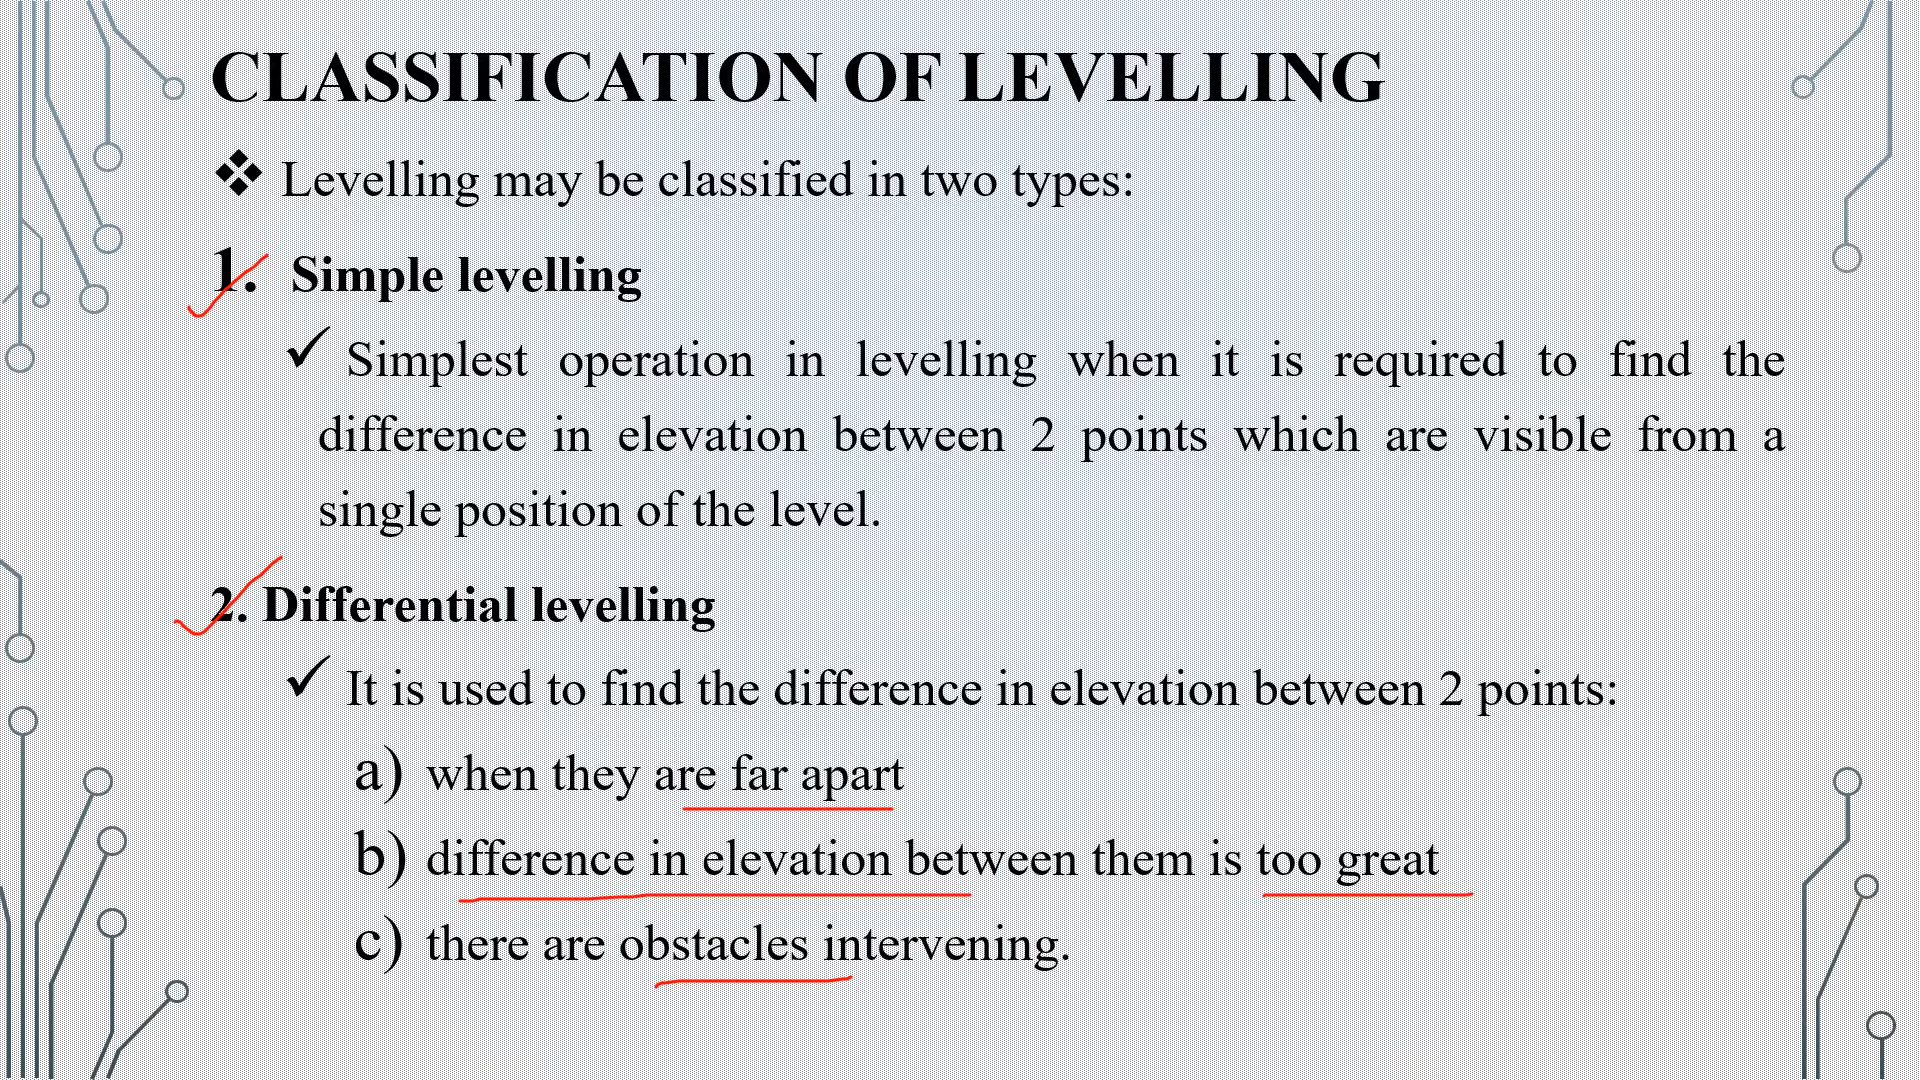 CLASSIFICATION OF LEVELLING
❖ Levelling may be classified in two types:
1. Simple levelling
✓ Simplest operation in levelling when it is required to find the
difference in elevation between 2 points which are visible from a
single position of the level.
2. Differential levelling
✓ It is used to find the difference in elevation between 2 points:
a) when they are far apart
b) difference in elevation between them is too great
c) there are obstacles intervening.